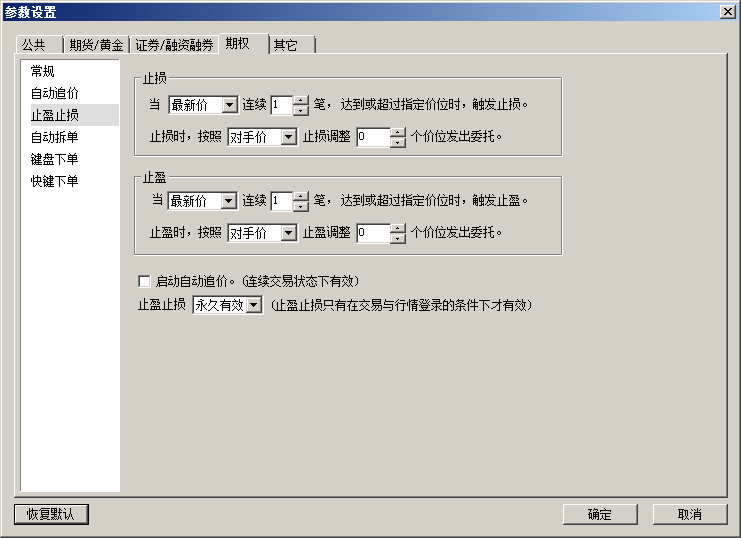 参数设置
公共 期货/黄金 证券/融资融券 期权 其它
常规
自动追价
止盈止损
自动拆单
键盘下单
快键下单
止损
当 最新价 连续 1 笔，达到或超过指定价位时，触发止损。
止损时，按照 对手价 止损调整 0 个价位发出委托。
止盈
当 最新价 连续 1 笔，达到或超过指定价位时，触发止盈。
止盈时，按照 对手价 止盈调整 0 个价位发出委托。
启动自动追价。（连续交易状态下有效）
止盈止损 永久有效 （止盈止损只有在交易与行情登录的条件下才有效）
恢复默认 确定 取消